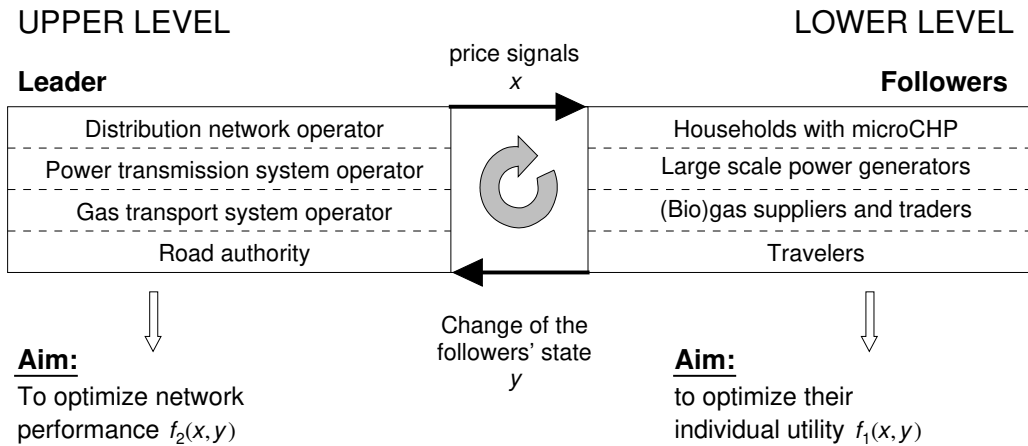 UPPER LEVEL
LOWER LEVEL
price signals
x
Leader
Followers
Distribution network operator
Households with microCHP
Power transmission system operator
Large scale power generators
Gas transport system operator
(Bio)gas suppliers and traders
Road authority
Travelers
Change of the
followers' state
y
Aim:
To optimize network
performance f₂(x,y)
Aim:
to optimize their
individual utility f₁(x,y)